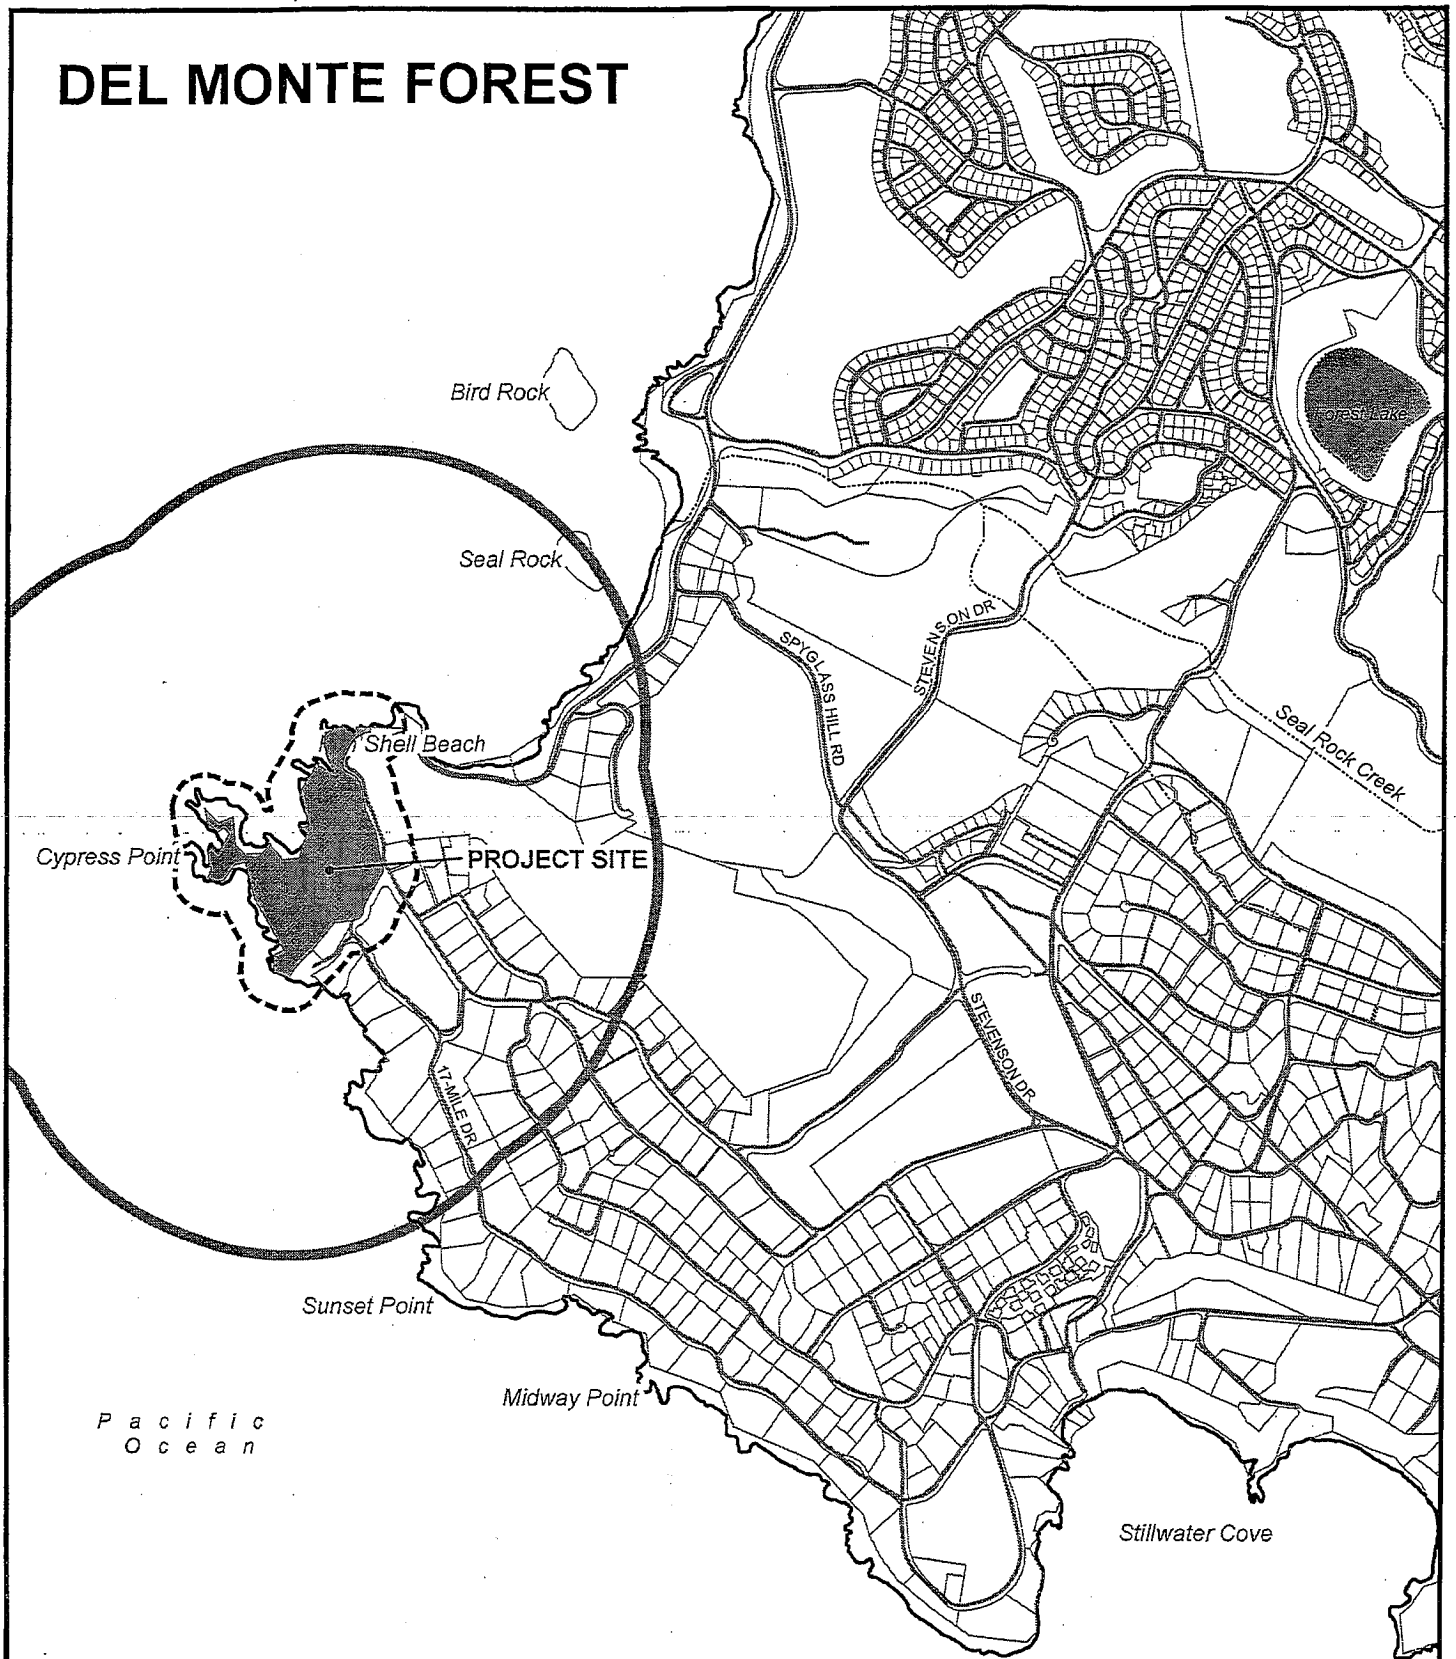 DEL MONTE FOREST
Bird Rock
Forest Lake
Seal Rock
STEVENSON DR
SPYGLASS HILL RD
Seal Rock Creek
Shell Beach
Cypress Point
PROJECT SITE
STEVENSON DR
17-MILE DR
Sunset Point
Midway Point
Pacific
Ocean
Stillwater Cove